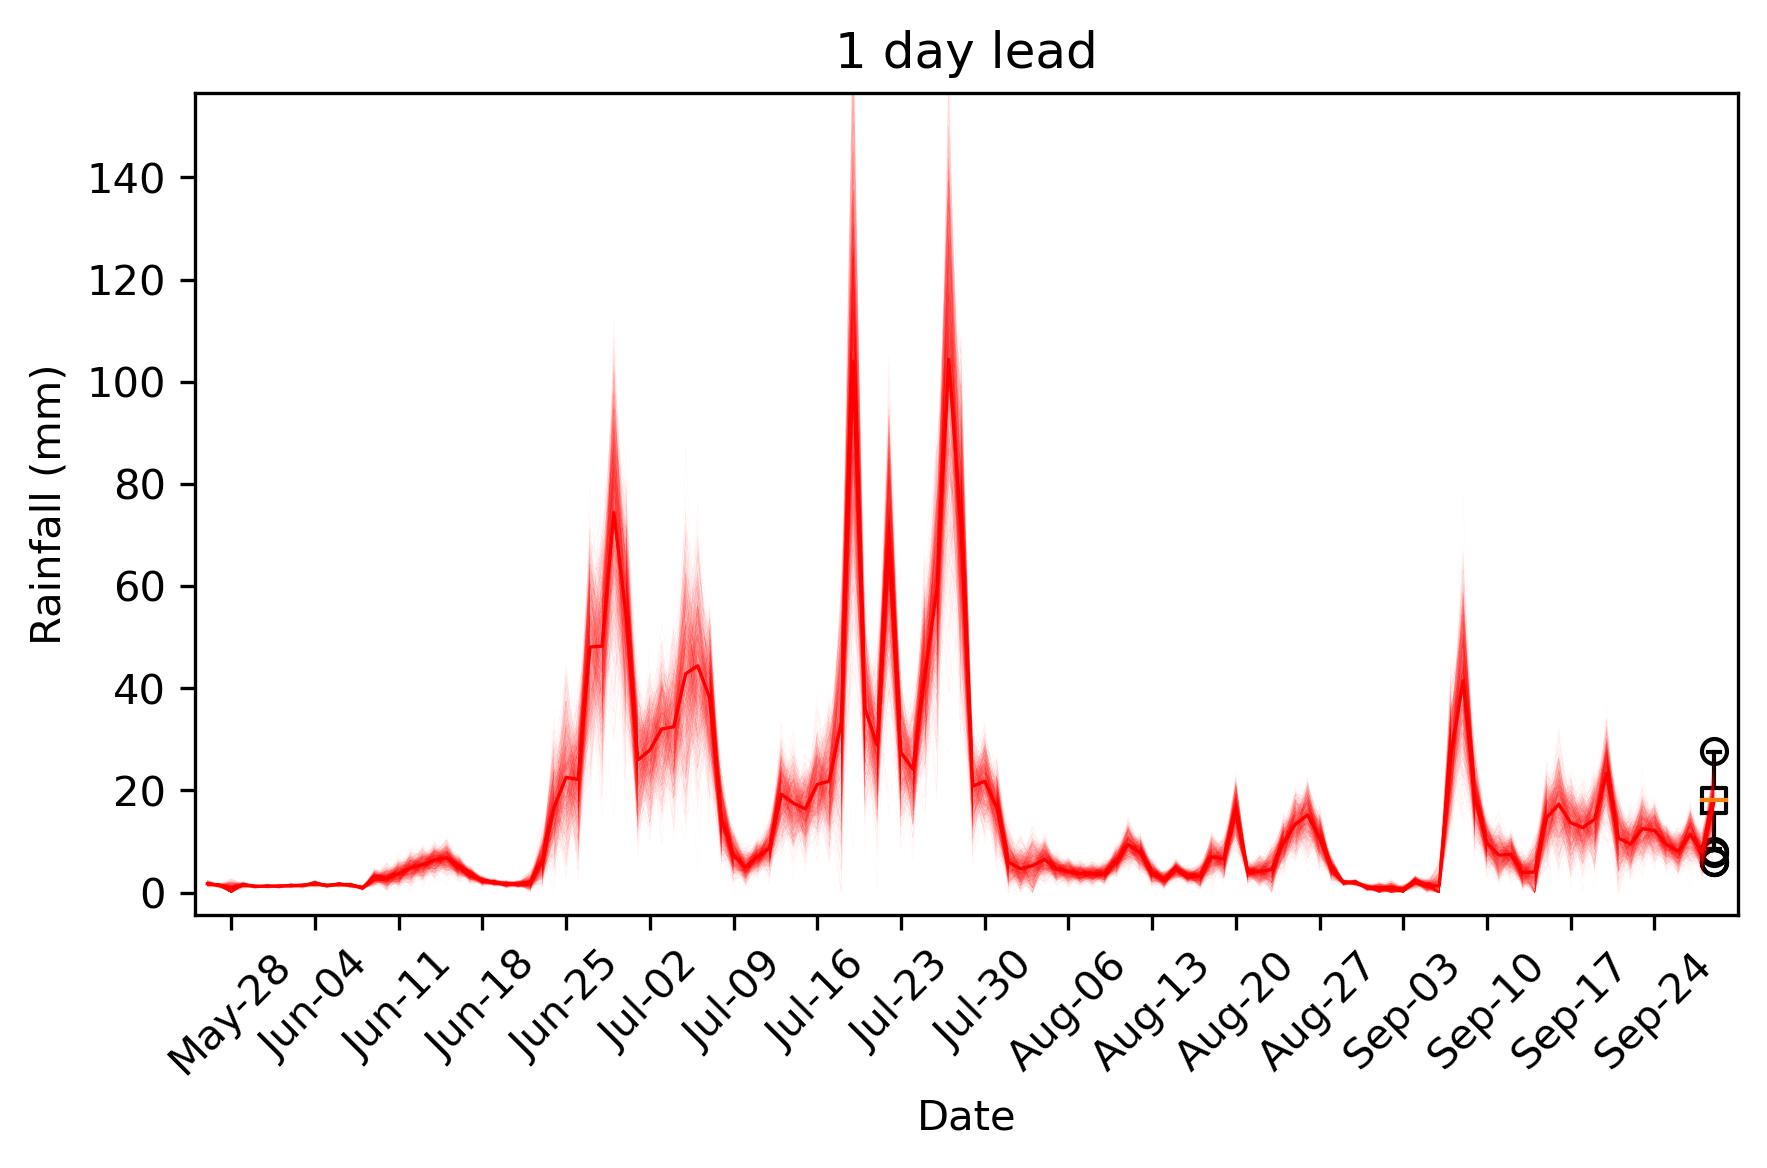 1 day lead
140
120
100
80
60
40
20
0
Rainfall (mm)
May-28
Jun-04
Jun-11
Jun-18
Jun-25
Jul-02
Jul-09
Jul-16
Jul-23
Jul-30
Aug-06
Aug-13
Aug-20
Aug-27
Sep-03
Sep-10
Sep-17
Sep-24
Date